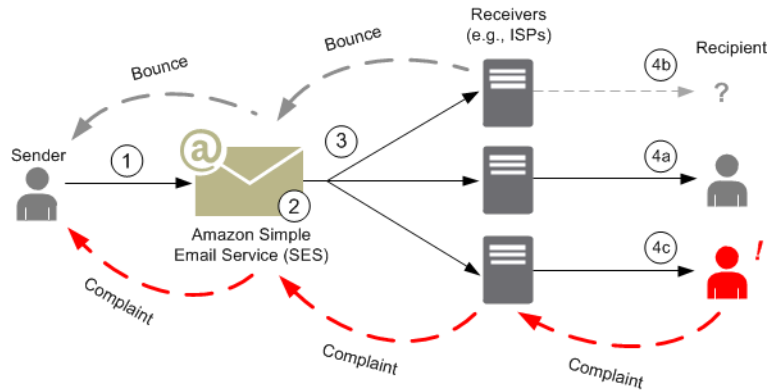 Receivers
(e.g., ISPs)
Recipient
Bounce
Bounce
4b
?
Sender
1
@
3
4a
2
Amazon Simple
Email Service (SES)
4c
!
Complaint
Complaint
Complaint